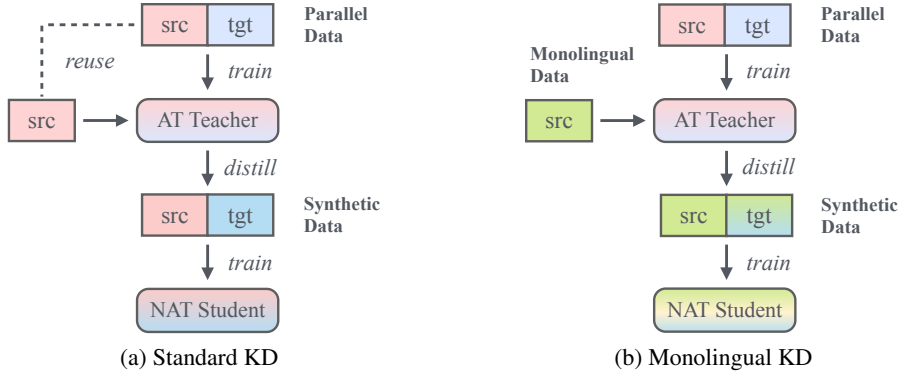 src tgt
Parallel
Data
reuse
train
src
AT Teacher
distill
src tgt
Synthetic
Data
train
NAT Student
(a) Standard KD
src tgt
Parallel
Data
Monolingual
Data
train
src
AT Teacher
distill
src tgt
Synthetic
Data
train
NAT Student
(b) Monolingual KD